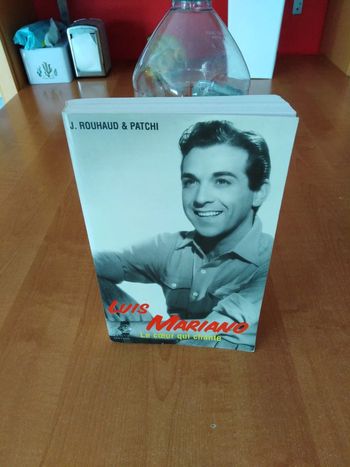 J. ROUHAUD & PATCHI
LUIS
MARIANO
Le cœur qui chante